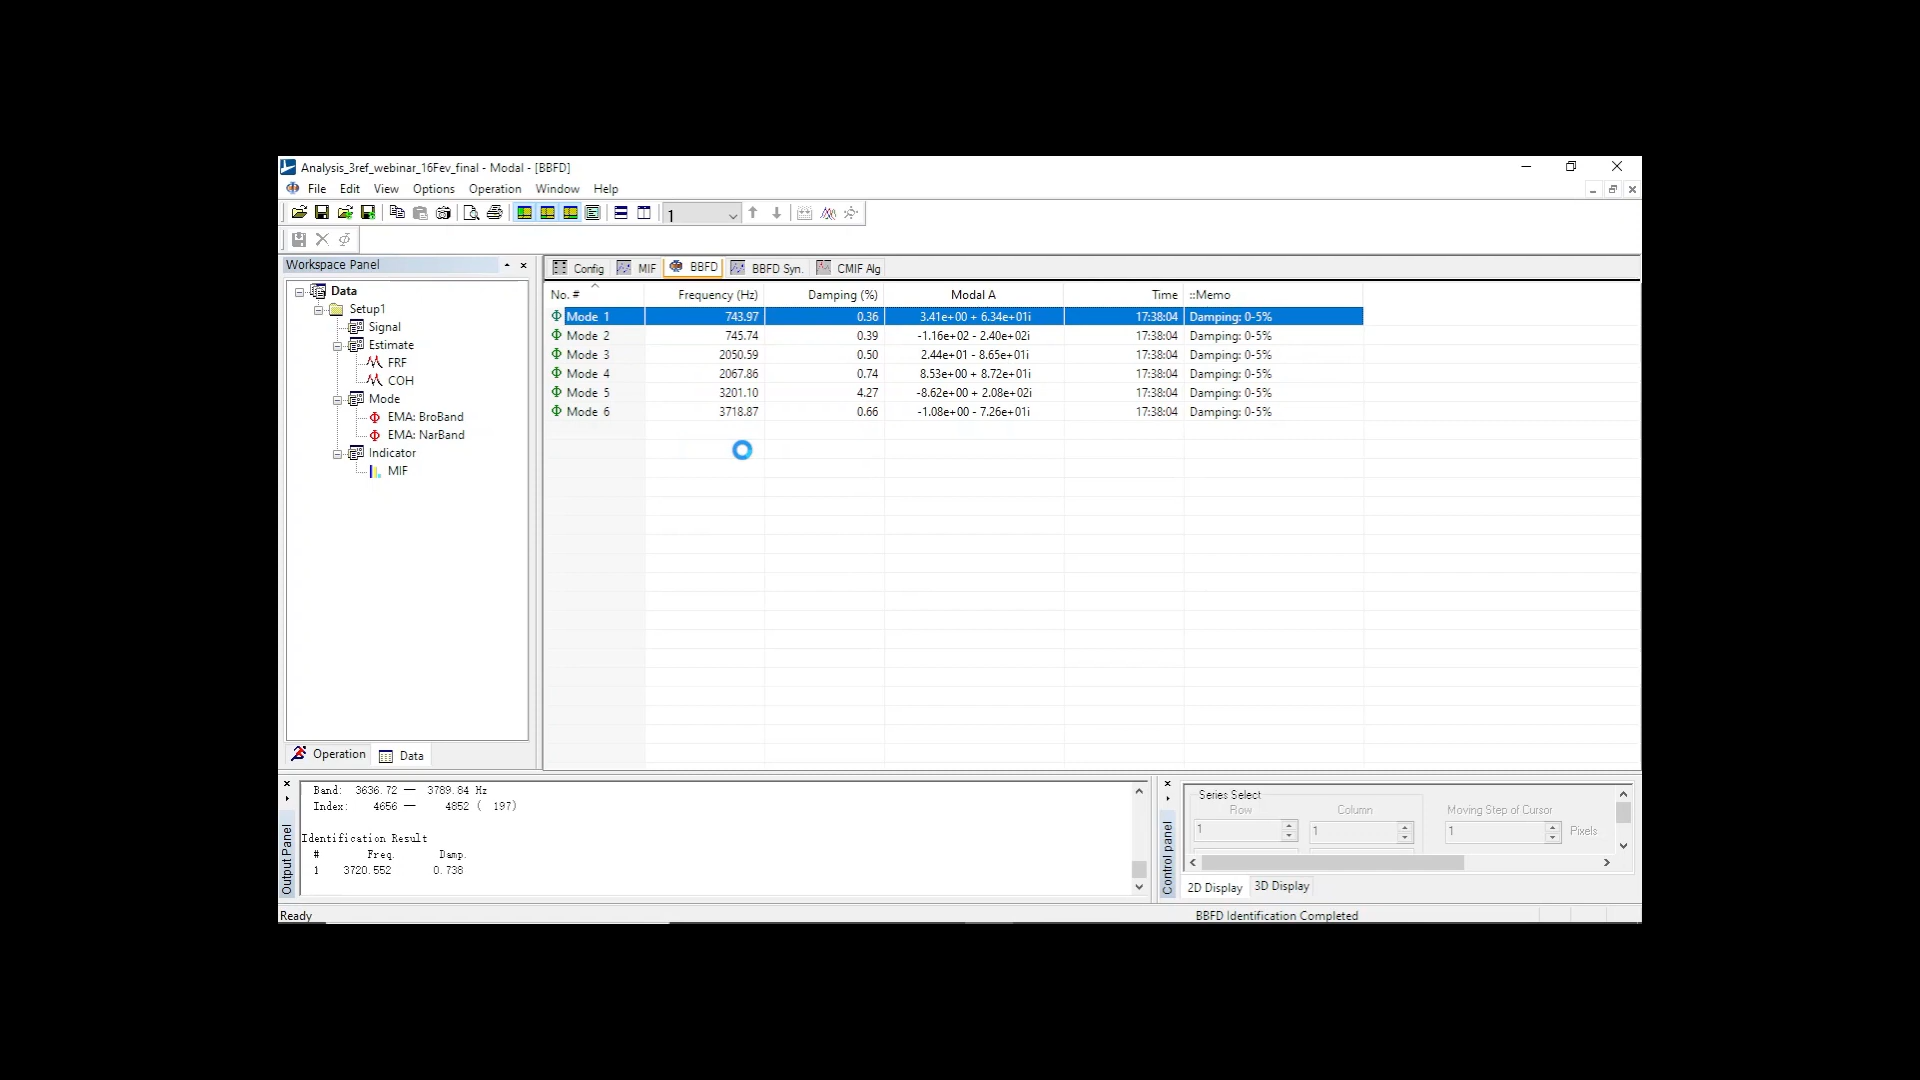 Analysis_3ref_webinar_16Fev_final - Modal - [BBFD]
File Edit View Options Operation Window Help
1
Workspace Panel
Config MIF BBFD BBFD Syn. CMIF Alg
Data
Setup1
Signal
Estimate
FRF
COH
Mode
EMA: BroBand
EMA: NarBand
Indicator
MIF
Operation Data
No. # Frequency (Hz) Damping (%) Modal A Time ::Memo
Mode 1 743.97 0.36 3.41e+00 + 6.34e+01i 17:38:04 Damping: 0-5%
Mode 2 745.74 0.39 -1.16e+02 - 2.40e+02i 17:38:04 Damping: 0-5%
Mode 3 2050.59 0.50 2.44e+01 - 8.65e+01i 17:38:04 Damping: 0-5%
Mode 4 2067.86 0.74 8.53e+00 + 8.72e+01i 17:38:04 Damping: 0-5%
Mode 5 3201.10 4.27 -8.62e+00 + 2.08e+02i 17:38:04 Damping: 0-5%
Mode 6 3718.87 0.66 -1.08e+00 - 7.26e+01i 17:38:04 Damping: 0-5%
Output Panel
Band: 3636.72 — 3789.84 Hz
Index: 4656 — 4852 ( 197)
Identification Result
# Freq. Damp.
1 3720.552 0.738
Control panel
Series Select
Row Column Moving Step of Cursor
1 1 1 Pixels
2D Display 3D Display
Ready BBFD Identification Completed